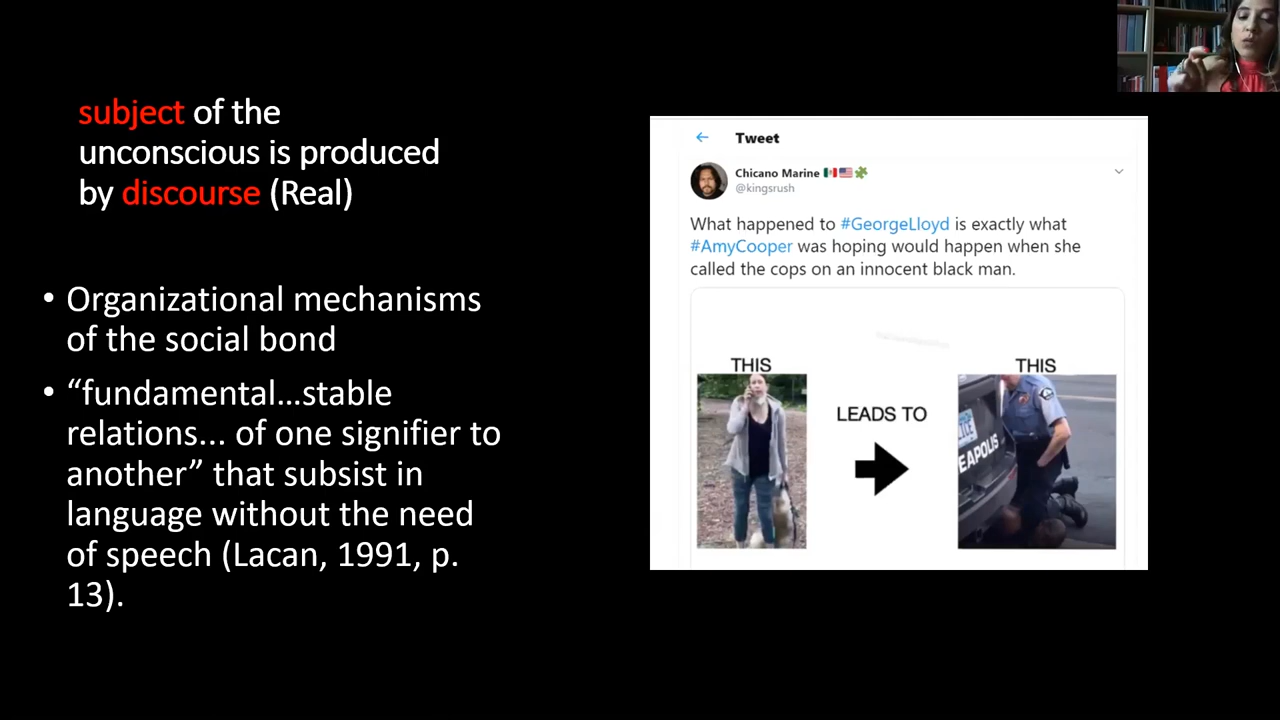 subject of the
unconscious is produced
by discourse (Real)
• Organizational mechanisms
of the social bond
• “fundamental...stable
relations... of one signifier to
another” that subsist in
language without the need
of speech (Lacan, 1991, p.
13).
Tweet
Chicano Marine
@kingsrush
What happened to #GeorgeLloyd is exactly what
#AmyCooper was hoping would happen when she
called the cops on an innocent black man.
THIS
LEADS TO
THIS
LICE
EAPOLIS